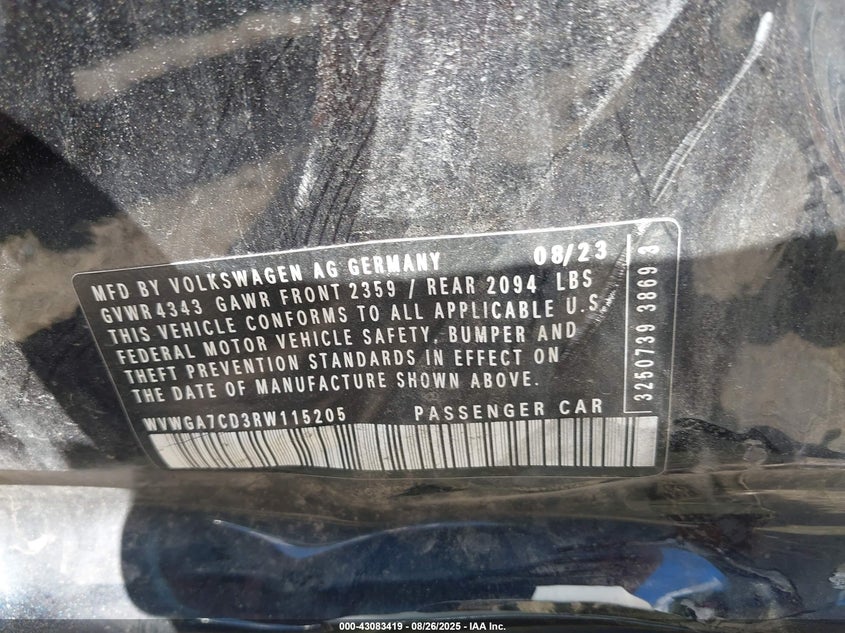 MFD BY VOLKSWAGEN AG GERMANY 08/23
GVWR 4343 GAWR FRONT 2359 / REAR 2094 LBS
THIS VEHICLE CONFORMS TO ALL APPLICABLE U.S.
FEDERAL MOTOR VEHICLE SAFETY, BUMPER AND
THEFT PREVENTION STANDARDS IN EFFECT ON
THE DATE OF MANUFACTURE SHOWN ABOVE.
WVWGA7CD3RW115205 PASSENGER CAR
3250739 38693
000-43083419 - 08/26/2025 - IAA Inc.